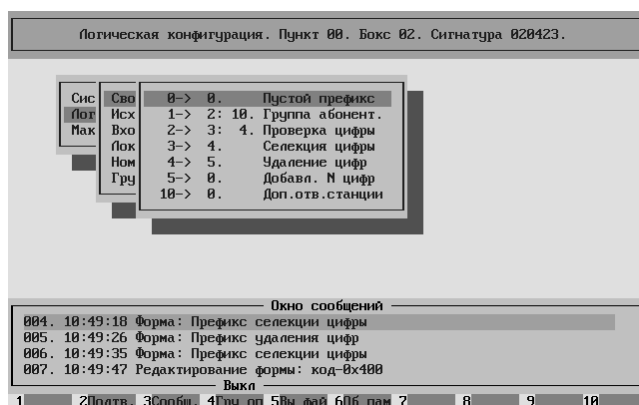 Логическая конфигурация. Пункт 00. Бокс 02. Сигнатура 020423.
Сис
Лог
Мак
Сво
Исх
Вхо
Лок
Ном
Гру
0-> 0. Пустой префикс
1-> 2: 10. Группа абонент.
2-> 3: 4. Проверка цифры
3-> 4. Селекция цифры
4-> 5. Удаление цифр
5-> 0. Добавл. N цифр
10-> 0. Доп.отв.станции
Окно сообщений
004. 10:49:18 Форма: Префикс селекции цифры
005. 10:49:26 Форма: Префикс удаления цифр
006. 10:49:35 Форма: Префикс селекции цифры
007. 10:49:47 Редактирование формы: код-0x400
Выкл
1 2Подтв. 3Сообщ. 4Гру оп 5Вы фай 6Пб пам 7 8 9 10